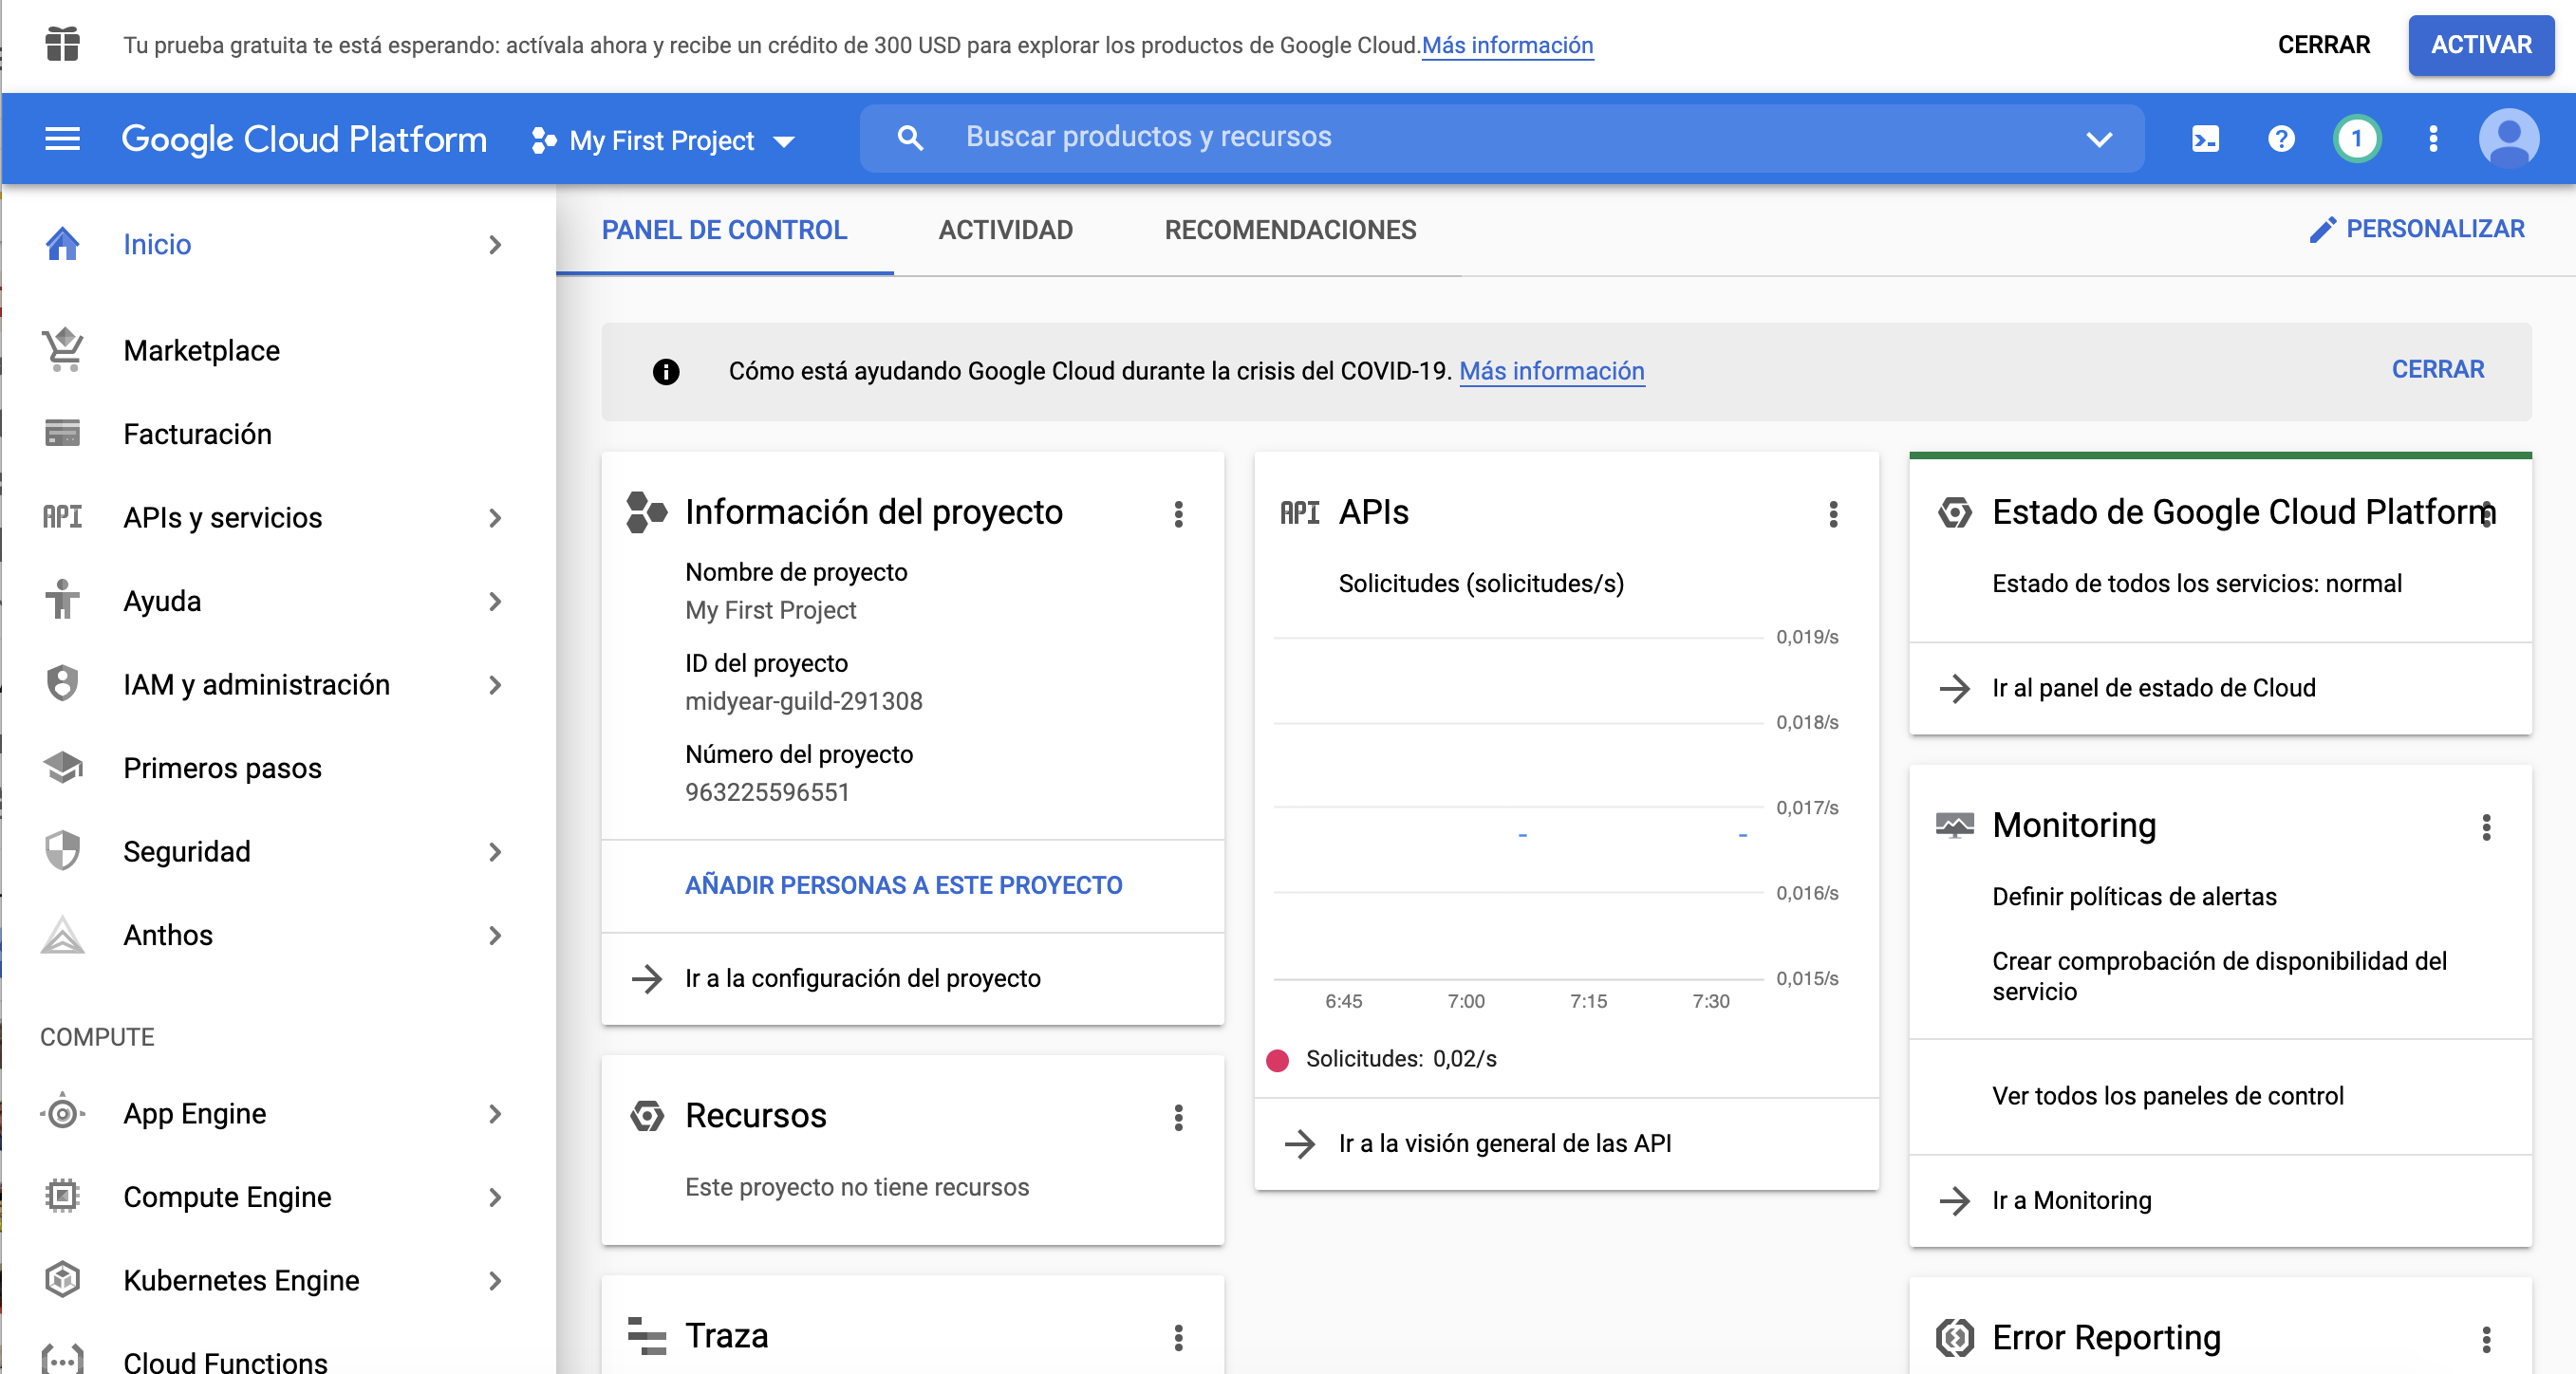 Tu prueba gratuita te está esperando: actívala ahora y recibe un crédito de 300 USD para explorar los productos de Google Cloud.Más información
CERRAR
ACTIVAR
Google Cloud Platform
My First Project
Buscar productos y recursos
1
Inicio
Marketplace
Facturación
API APIs y servicios
Ayuda
IAM y administración
Primeros pasos
Seguridad
Anthos
COMPUTE
App Engine
Compute Engine
Kubernetes Engine
Cloud Functions
PANEL DE CONTROL
ACTIVIDAD
RECOMENDACIONES
PERSONALIZAR
Cómo está ayudando Google Cloud durante la crisis del COVID-19. Más información
CERRAR
Información del proyecto
Nombre de proyecto
My First Project
ID del proyecto
midyear-guild-291308
Número del proyecto
963225596551
AÑADIR PERSONAS A ESTE PROYECTO
Ir a la configuración del proyecto
Recursos
Este proyecto no tiene recursos
Traza
API APIs
Solicitudes (solicitudes/s)
0,019/s
0,018/s
0,017/s
0,016/s
0,015/s
6:45 7:00 7:15 7:30
Solicitudes: 0,02/s
Ir a la visión general de las API
Estado de Google Cloud Platform
Estado de todos los servicios: normal
Ir al panel de estado de Cloud
Monitoring
Definir políticas de alertas
Crear comprobación de disponibilidad del
servicio
Ver todos los paneles de control
Ir a Monitoring
Error Reporting